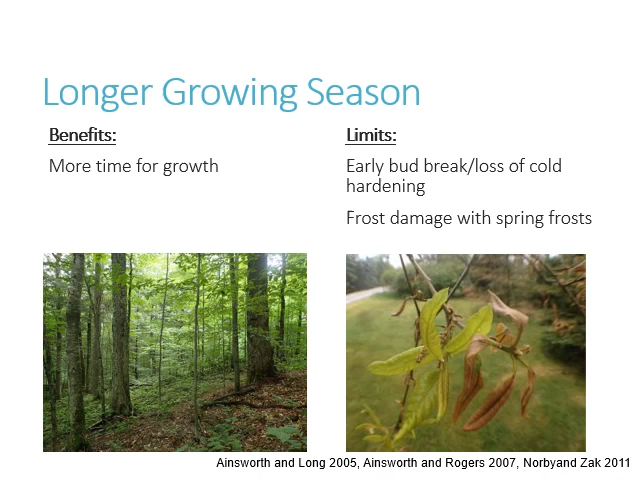 Longer Growing Season
Benefits:
More time for growth
Limits:
Early bud break/loss of cold
hardening
Frost damage with spring frosts
Ainsworth and Long 2005, Ainsworth and Rogers 2007, Norbyand Zak 2011